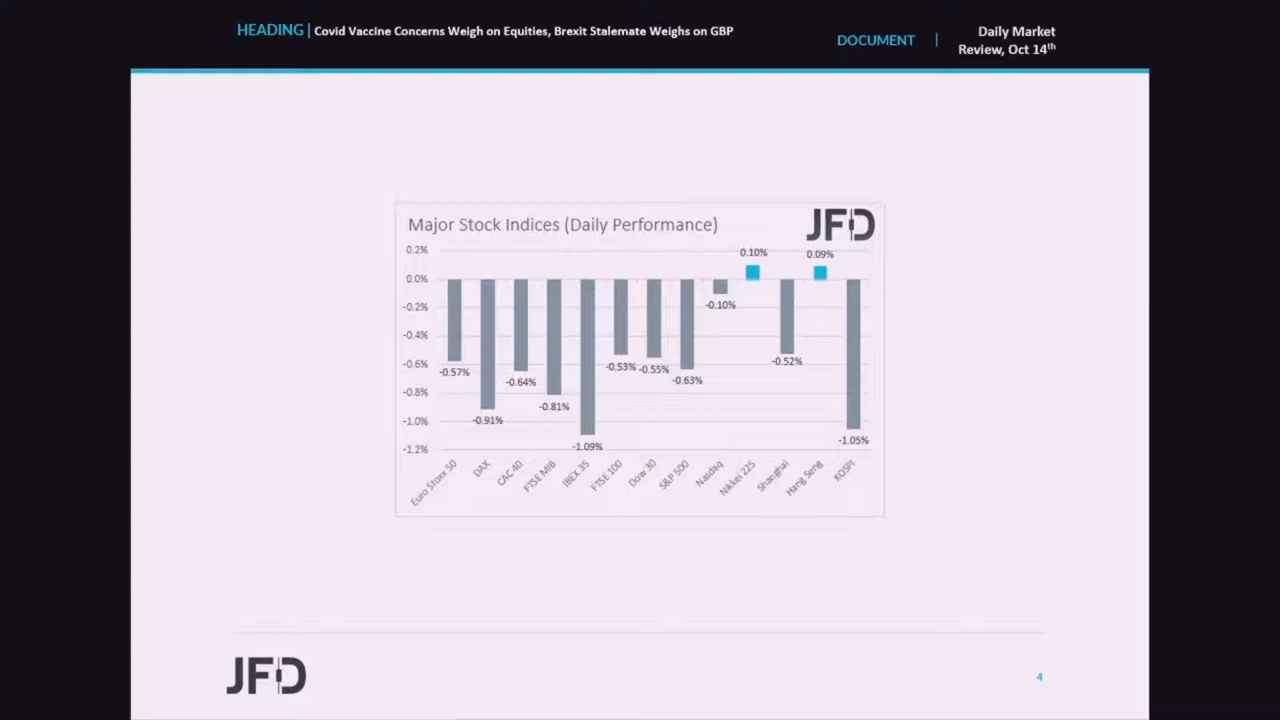 HEADING | Covid Vaccine Concerns Weigh on Equities, Brexit Stalemate Weighs on GBP
DOCUMENT | Daily Market
Review, Oct 14th
Major Stock Indices (Daily Performance)
JFD
0.2%
0.0%
-0.2%
-0.4%
-0.6%
-0.8%
-1.0%
-1.2%
-0.57%
-0.91%
-0.64%
-0.81%
-1.09%
-0.53%
-0.55%
-0.63%
-0.10%
0.10%
-0.52%
0.09%
-1.05%
Euro Stoxx 50
DAX
CAC 40
FTSE MIB
IBEX 35
FTSE 100
Dow 30
S&P 500
Nasdaq
Nikkei 225
Shanghai
Hang Seng
KOSPI
JFD
4